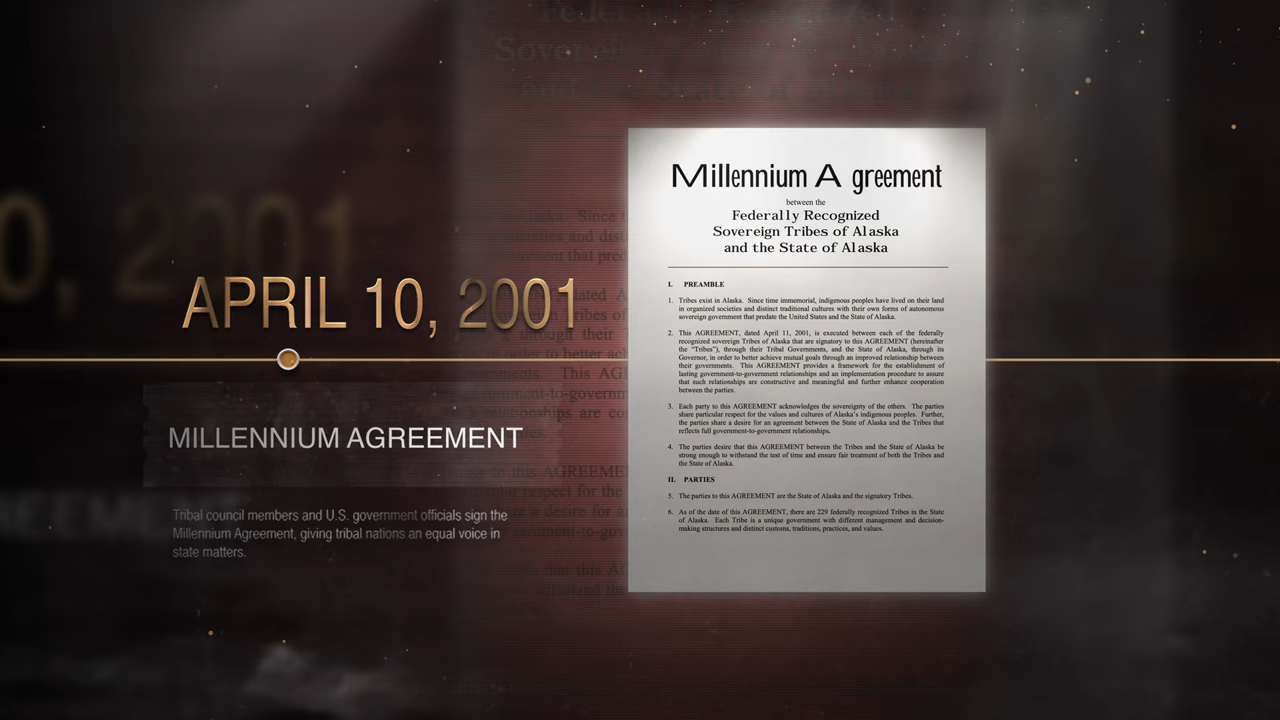 APRIL 10, 2001
MILLENNIUM AGREEMENT
Tribal council members and U.S. government officials sign the
Millennium Agreement, giving tribal nations an equal voice in
state matters.
Millennium A greement
between the
Federally Recognized
Sovereign Tribes of Alaska
and the State of Alaska
I. PREAMBLE
1. Tribes exist in Alaska. Since time immemorial, indigenous peoples have lived on their land
in organized societies and distinct traditional cultures with their own forms of autonomous
sovereign government that predate the United States and the State of Alaska.
2. This AGREEMENT, dated April 11, 2001, is executed between each of the federally
recognized sovereign Tribes of Alaska that are signatory to this AGREEMENT (hereinafter
the "Tribes"), through their Tribal Governments, and the State of Alaska, through its
Governor, in order to better achieve mutual goals through an improved relationship between
their governments. This AGREEMENT provides a framework for the establishment of
lasting government-to-government relationships and an implementation procedure to assure
that such relationships are constructive and meaningful and further enhance cooperation
between the parties.
3. Each party to this AGREEMENT acknowledges the sovereignty of the others. The parties
share particular respect for the values and cultures of Alaska's indigenous peoples. Further,
the parties share a desire for an agreement between the State of Alaska and the Tribes that
reflects full government-to-government relationships.
4. The parties desire that this AGREEMENT between the Tribes and the State of Alaska be
strong enough to withstand the test of time and ensure fair treatment of both the Tribes and
the State of Alaska.
II. PARTIES
5. The parties to this AGREEMENT are the State of Alaska and the signatory Tribes.
6. As of the date of this AGREEMENT, there are 229 federally recognized Tribes in the State
of Alaska. Each Tribe is a unique government with different management and decision-
making structures and distinct customs, traditions, practices, and values.